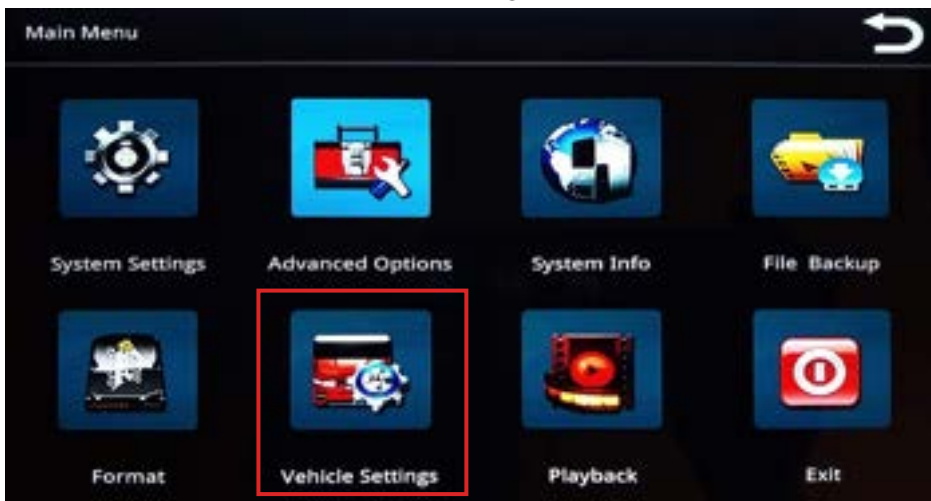 Main Menu
System Settings
Advanced Options
System Info
File Backup
Format
Vehicle Settings
Playback
Exit